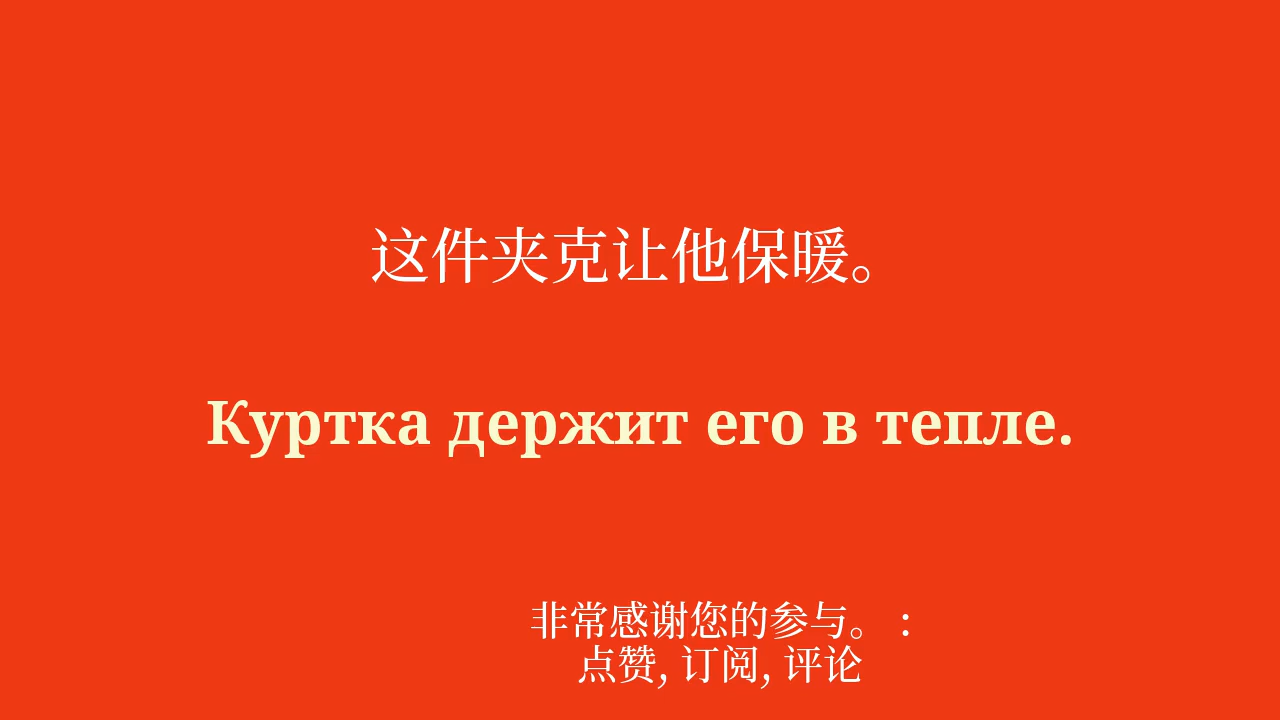 这件夹克让他保暖。
Куртка держит его в тепле.
非常感谢您的参与。 :
点赞, 订阅, 评论